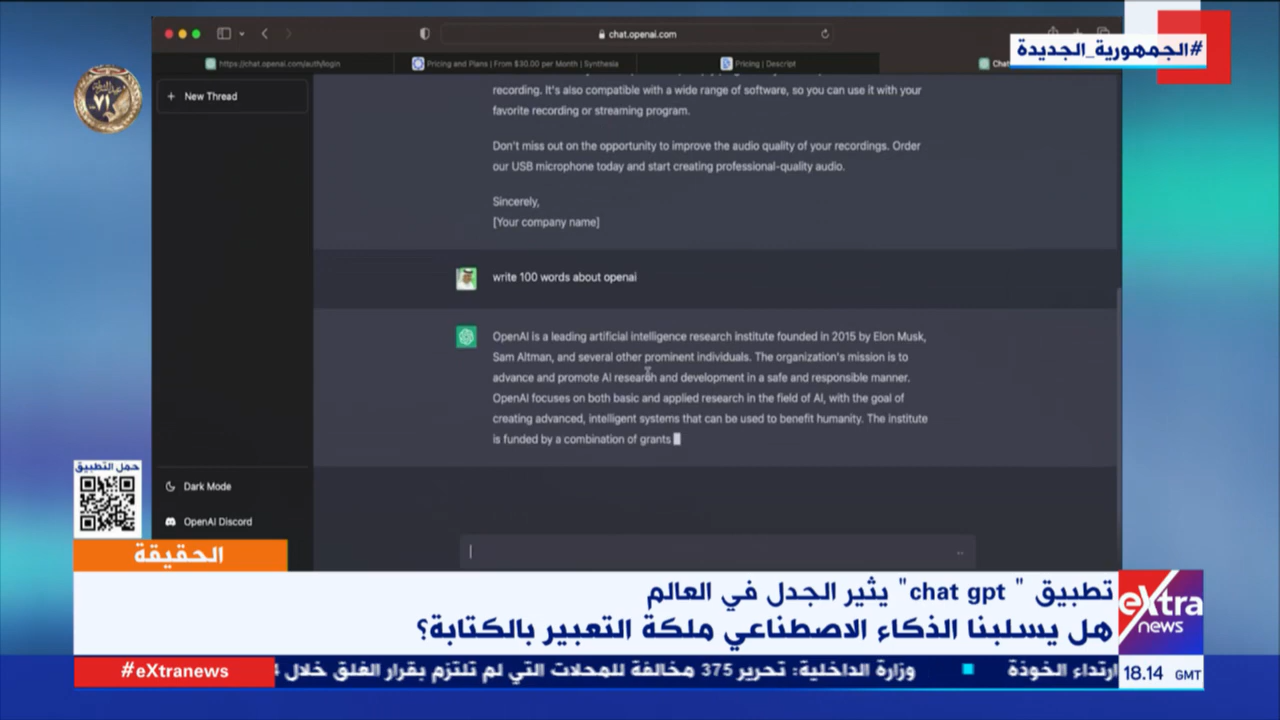 chat.openai.com
#الجمهورية_الجديدة
https://chat.openai.com/auth/login
Pricing and Plans | From $30.00 per Month | Synthesia
Pricing | Descript
+ New Thread
recording. It's also compatible with a wide range of software, so you can use it with your
favorite recording or streaming program.
Don't miss out on the opportunity to improve the audio quality of your recordings. Order
our USB microphone today and start creating professional-quality audio.
Sincerely,
[Your company name]
write 100 words about openai
OpenAI is a leading artificial intelligence research institute founded in 2015 by Elon Musk,
Sam Altman, and several other prominent individuals. The organization's mission is to
advance and promote AI research and development in a safe and responsible manner.
OpenAI focuses on both basic and applied research in the field of AI, with the goal of
creating advanced, intelligent systems that can be used to benefit humanity. The institute
is funded by a combination of grants
حمل التطبيق
Dark Mode
OpenAI Discord
الحقيقة
تطبيق " chat gpt" يثير الجدل في العالم
هل يسلبنا الذكاء الاصطناعي ملكة التعبير بالكتابة؟
eXtra
news
#eXtranews
ارتداء الخوذة
وزارة الداخلية: تحرير 375 مخالفة للمحلات التي لم تلتزم بقرار الغلق خلال
18.14 GMT